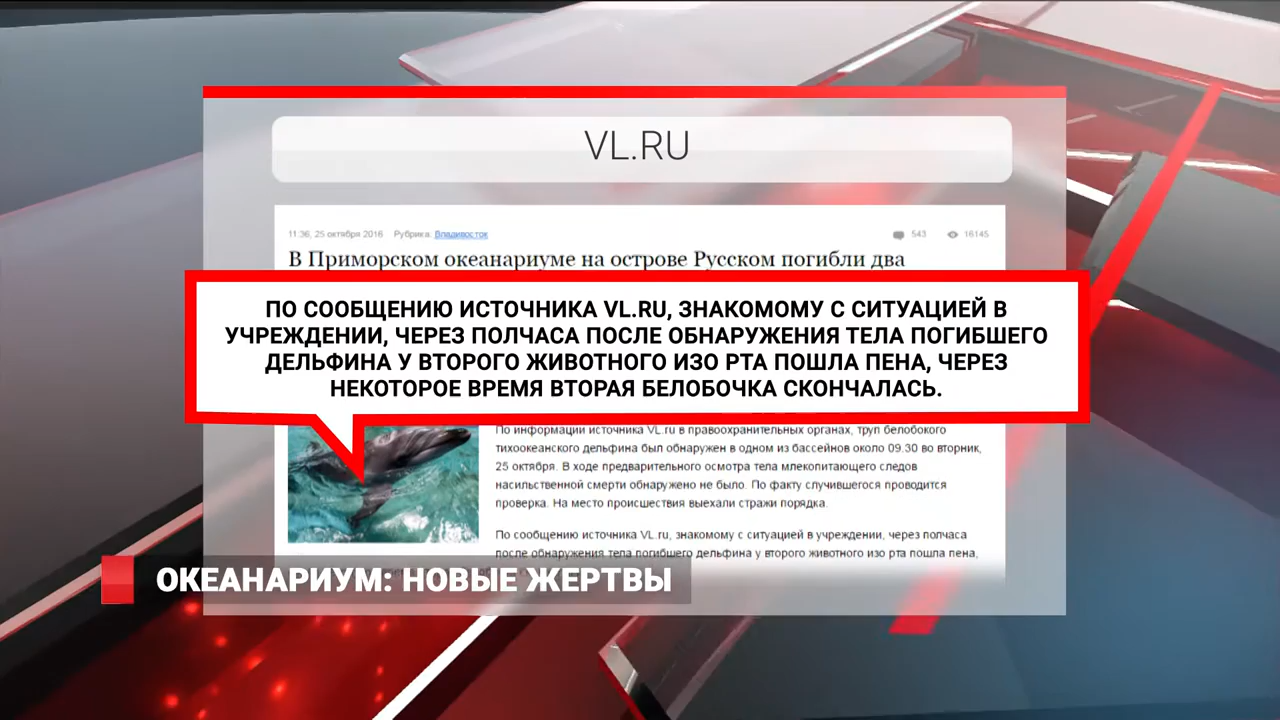 VL.RU
11:36, 25 октября 2016 Рубрика: Владивосток 543 16145
В Приморском океанариуме на острове Русском погибли два
ПО СООБЩЕНИЮ ИСТОЧНИКА VL.RU, ЗНАКОМОМУ С СИТУАЦИЕЙ В
УЧРЕЖДЕНИИ, ЧЕРЕЗ ПОЛЧАСА ПОСЛЕ ОБНАРУЖЕНИЯ ТЕЛА ПОГИБШЕГО
ДЕЛЬФИНА У ВТОРОГО ЖИВОТНОГО ИЗО РТА ПОШЛА ПЕНА, ЧЕРЕЗ
НЕКОТОРОЕ ВРЕМЯ ВТОРАЯ БЕЛОБОЧКА СКОНЧАЛАСЬ.
По информации источника VL.ru в правоохранительных органах, труп белобокого
тихоокеанского дельфина был обнаружен в одном из бассейнов около 09.30 во вторник,
25 октября. В ходе предварительного осмотра тела млекопитающего следов
насильственной смерти обнаружено не было. По факту случившегося проводится
проверка. На место происшествия выехали стражи порядка.
По сообщению источника VL.ru, знакомому с ситуацией в учреждении, через полчаса
после обнаружения тела погибшего дельфина у второго животного изо рта пошла пена,
ОКЕАНАРИУМ: НОВЫЕ ЖЕРТВЫ